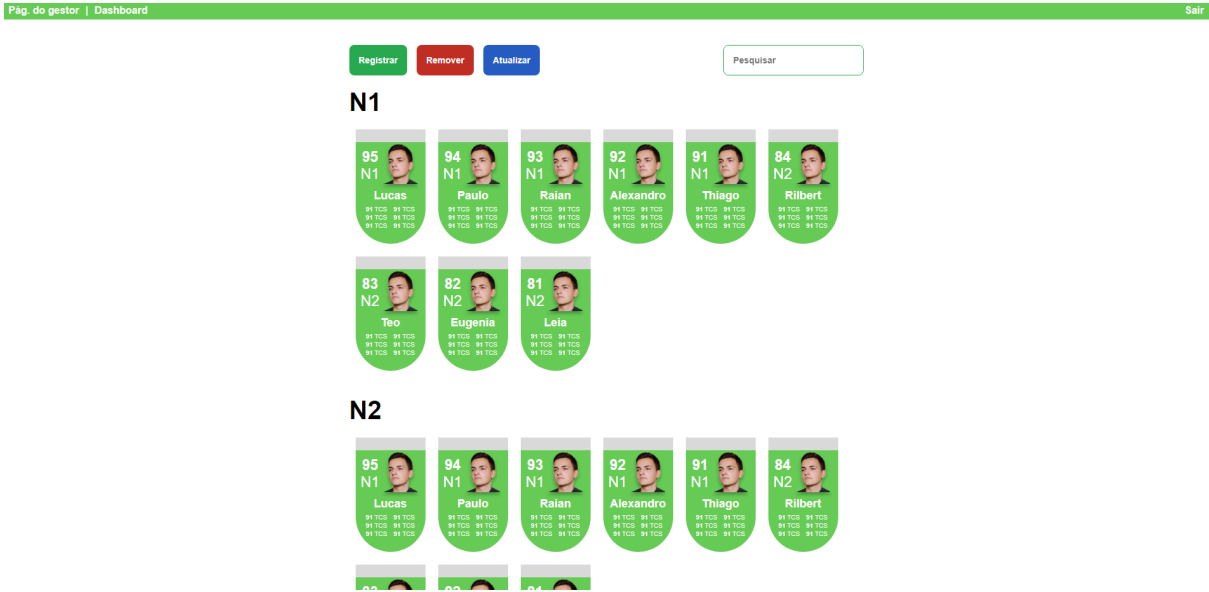 Pág. do gestor | Dashboard Sair
Registrar Remover Atualizar Pesquisar
N1
95 94 93 92 91 84
N1 N1 N1 N1 N1 N2
Lucas Paulo Raian Alexandro Thiago Rilbert
91 TCS 91 TCS 91 TCS 91 TCS 91 TCS 91 TCS 91 TCS 91 TCS 91 TCS 91 TCS 91 TCS 91 TCS
91 TCS 91 TCS 91 TCS 91 TCS 91 TCS 91 TCS 91 TCS 91 TCS 91 TCS 91 TCS 91 TCS 91 TCS
91 TCS 91 TCS 91 TCS 91 TCS 91 TCS 91 TCS 91 TCS 91 TCS 91 TCS 91 TCS 91 TCS 91 TCS
83 82 81
N2 N2 N2
Teo Eugenia Leia
91 TCS 91 TCS 91 TCS 91 TCS 91 TCS 91 TCS
91 TCS 91 TCS 91 TCS 91 TCS 91 TCS 91 TCS
91 TCS 91 TCS 91 TCS 91 TCS 91 TCS 91 TCS
N2
95 94 93 92 91 84
N1 N1 N1 N1 N1 N2
Lucas Paulo Raian Alexandro Thiago Rilbert
91 TCS 91 TCS 91 TCS 91 TCS 91 TCS 91 TCS 91 TCS 91 TCS 91 TCS 91 TCS 91 TCS 91 TCS
91 TCS 91 TCS 91 TCS 91 TCS 91 TCS 91 TCS 91 TCS 91 TCS 91 TCS 91 TCS 91 TCS 91 TCS
91 TCS 91 TCS 91 TCS 91 TCS 91 TCS 91 TCS 91 TCS 91 TCS 91 TCS 91 TCS 91 TCS 91 TCS